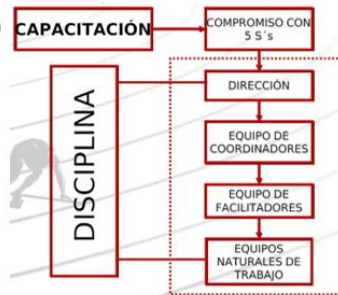 CAPACITACIÓN
COMPROMISO CON
5 S´s
DISCIPLINA
DIRECCIÓN
EQUIPO DE
COORDINADORES
EQUIPO DE
FACILITADORES
EQUIPOS
NATURALES DE
TRABAJO